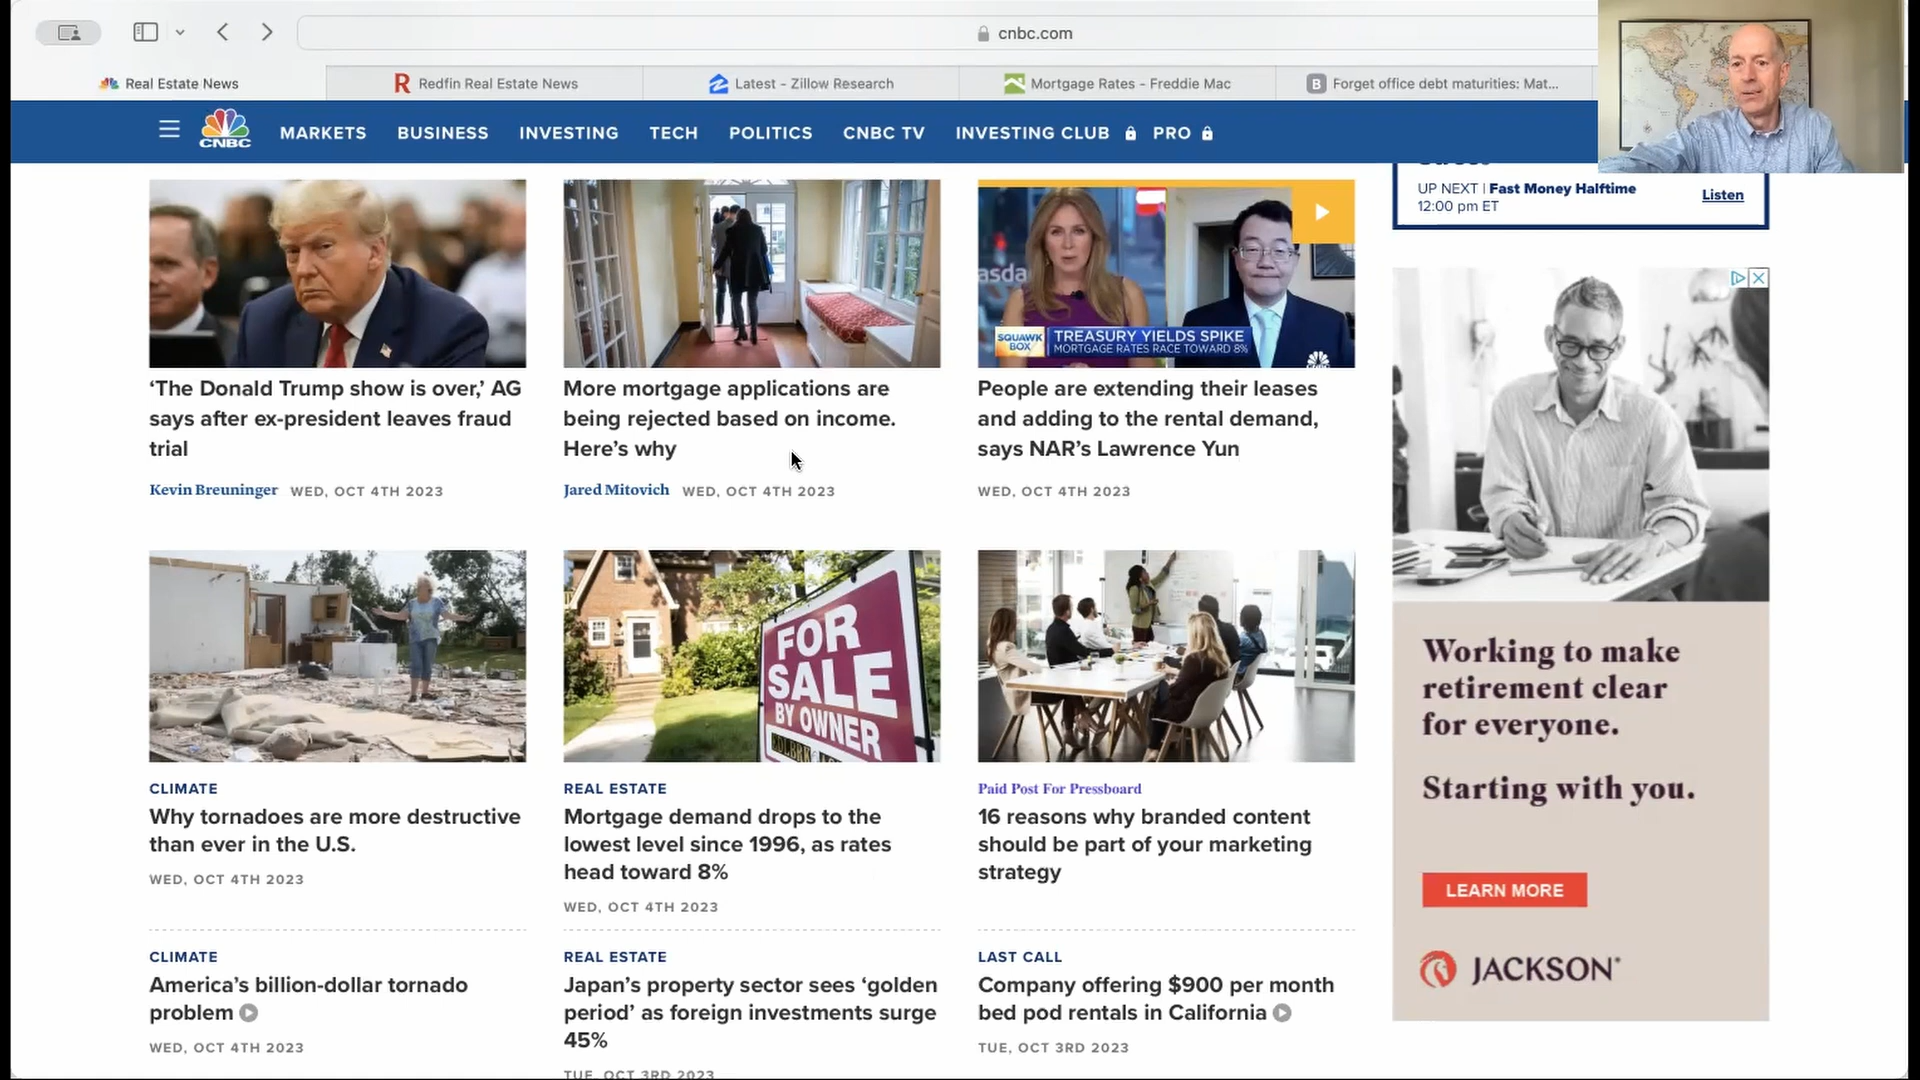 cnbc.com
Real Estate News
Redfin Real Estate News
Latest - Zillow Research
Mortgage Rates - Freddie Mac
B
Forget office debt maturities: Mat...
CNBC
MARKETS
BUSINESS
INVESTING
TECH
POLITICS
CNBC TV
INVESTING CLUB
PRO
UP NEXT | Fast Money Halftime
12:00 pm ET
Listen
asda
SQUAWK
BOX
TREASURY YIELDS SPIKE
MORTGAGE RATES RACE TOWARD 8%
‘The Donald Trump show is over,’ AG
says after ex-president leaves fraud
trial
Kevin Breuninger WED, OCT 4TH 2023
More mortgage applications are
being rejected based on income.
Here’s why
Jared Mitovich WED, OCT 4TH 2023
People are extending their leases
and adding to the rental demand,
says NAR’s Lawrence Yun
WED, OCT 4TH 2023
FOR
SALE
BY OWNER
CLIMATE
Why tornadoes are more destructive
than ever in the U.S.
WED, OCT 4TH 2023
REAL ESTATE
Mortgage demand drops to the
lowest level since 1996, as rates
head toward 8%
WED, OCT 4TH 2023
Paid Post For Pressboard
16 reasons why branded content
should be part of your marketing
strategy
CLIMATE
America’s billion-dollar tornado
problem
WED, OCT 4TH 2023
REAL ESTATE
Japan’s property sector sees ‘golden
period’ as foreign investments surge
45%
TUE, OCT 3RD 2023
LAST CALL
Company offering $900 per month
bed pod rentals in California
TUE, OCT 3RD 2023
Working to make
retirement clear
for everyone.
Starting with you.
LEARN MORE
JACKSON®